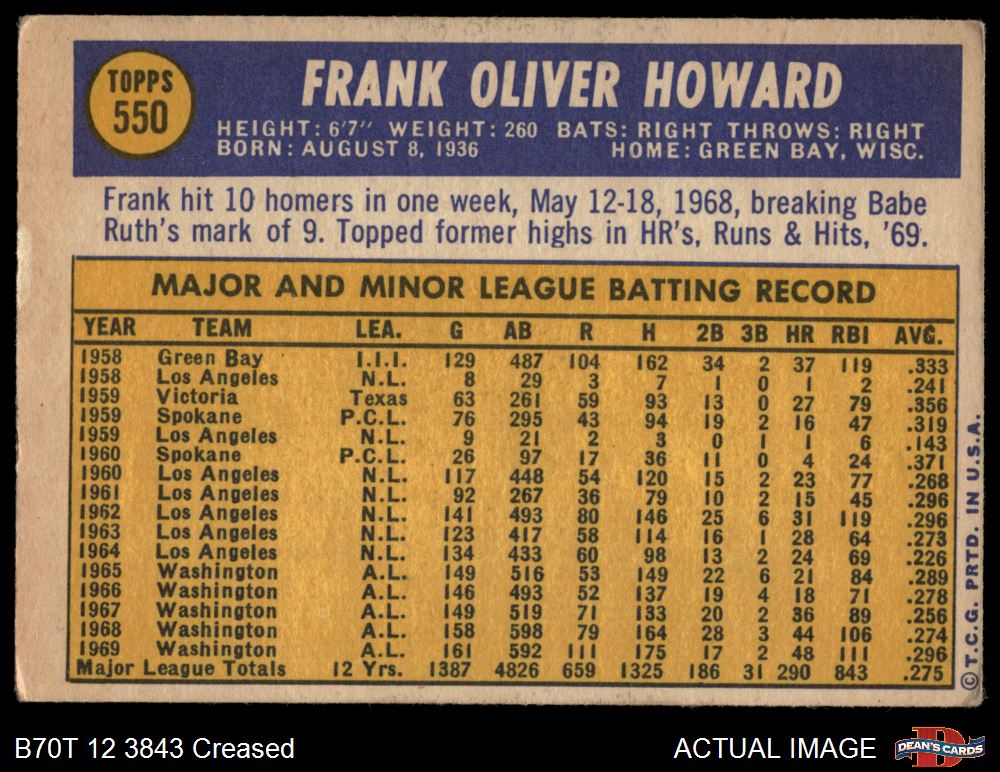 TOPPS
550
FRANK OLIVER HOWARD
HEIGHT: 6'7" WEIGHT: 260 BATS: RIGHT THROWS: RIGHT
BORN: AUGUST 8, 1936 HOME: GREEN BAY, WISC.
Frank hit 10 homers in one week, May 12-18, 1968, breaking Babe
Ruth's mark of 9. Topped former highs in HR's, Runs & Hits, '69.
MAJOR AND MINOR LEAGUE BATTING RECORD
YEAR TEAM LEA. G AB R H 2B 3B HR RBI AVG.
1958 Green Bay I.I.I. 129 487 104 162 34 2 37 119 .333
1958 Los Angeles N.L. 8 29 3 7 1 0 1 2 .241
1959 Victoria Texas 63 261 59 93 13 0 27 79 .356
1959 Spokane P.C.L. 76 295 43 94 19 2 16 47 .319
1959 Los Angeles N.L. 9 21 2 3 0 1 1 6 .143
1960 Spokane P.C.L. 26 97 17 36 11 0 4 24 .371
1960 Los Angeles N.L. 117 448 54 120 15 2 23 77 .268
1961 Los Angeles N.L. 92 267 36 79 10 2 15 45 .296
1962 Los Angeles N.L. 141 493 80 146 25 6 31 119 .296
1963 Los Angeles N.L. 123 417 58 114 16 1 28 64 .273
1964 Los Angeles N.L. 134 433 60 98 13 2 24 69 .226
1965 Washington A.L. 149 516 53 149 22 6 21 84 .289
1966 Washington A.L. 146 493 52 137 19 4 18 71 .278
1967 Washington A.L. 149 519 71 133 20 2 36 89 .256
1968 Washington A.L. 158 598 79 164 28 3 44 106 .274
1969 Washington A.L. 161 592 111 175 17 2 48 111 .296
Major League Totals 12 Yrs. 1387 4826 659 1325 186 31 290 843 .275
©T.C.G. PRTD. IN U.S.A.
B70T 12 3843 Creased
ACTUAL IMAGE
DEAN'S CARDS